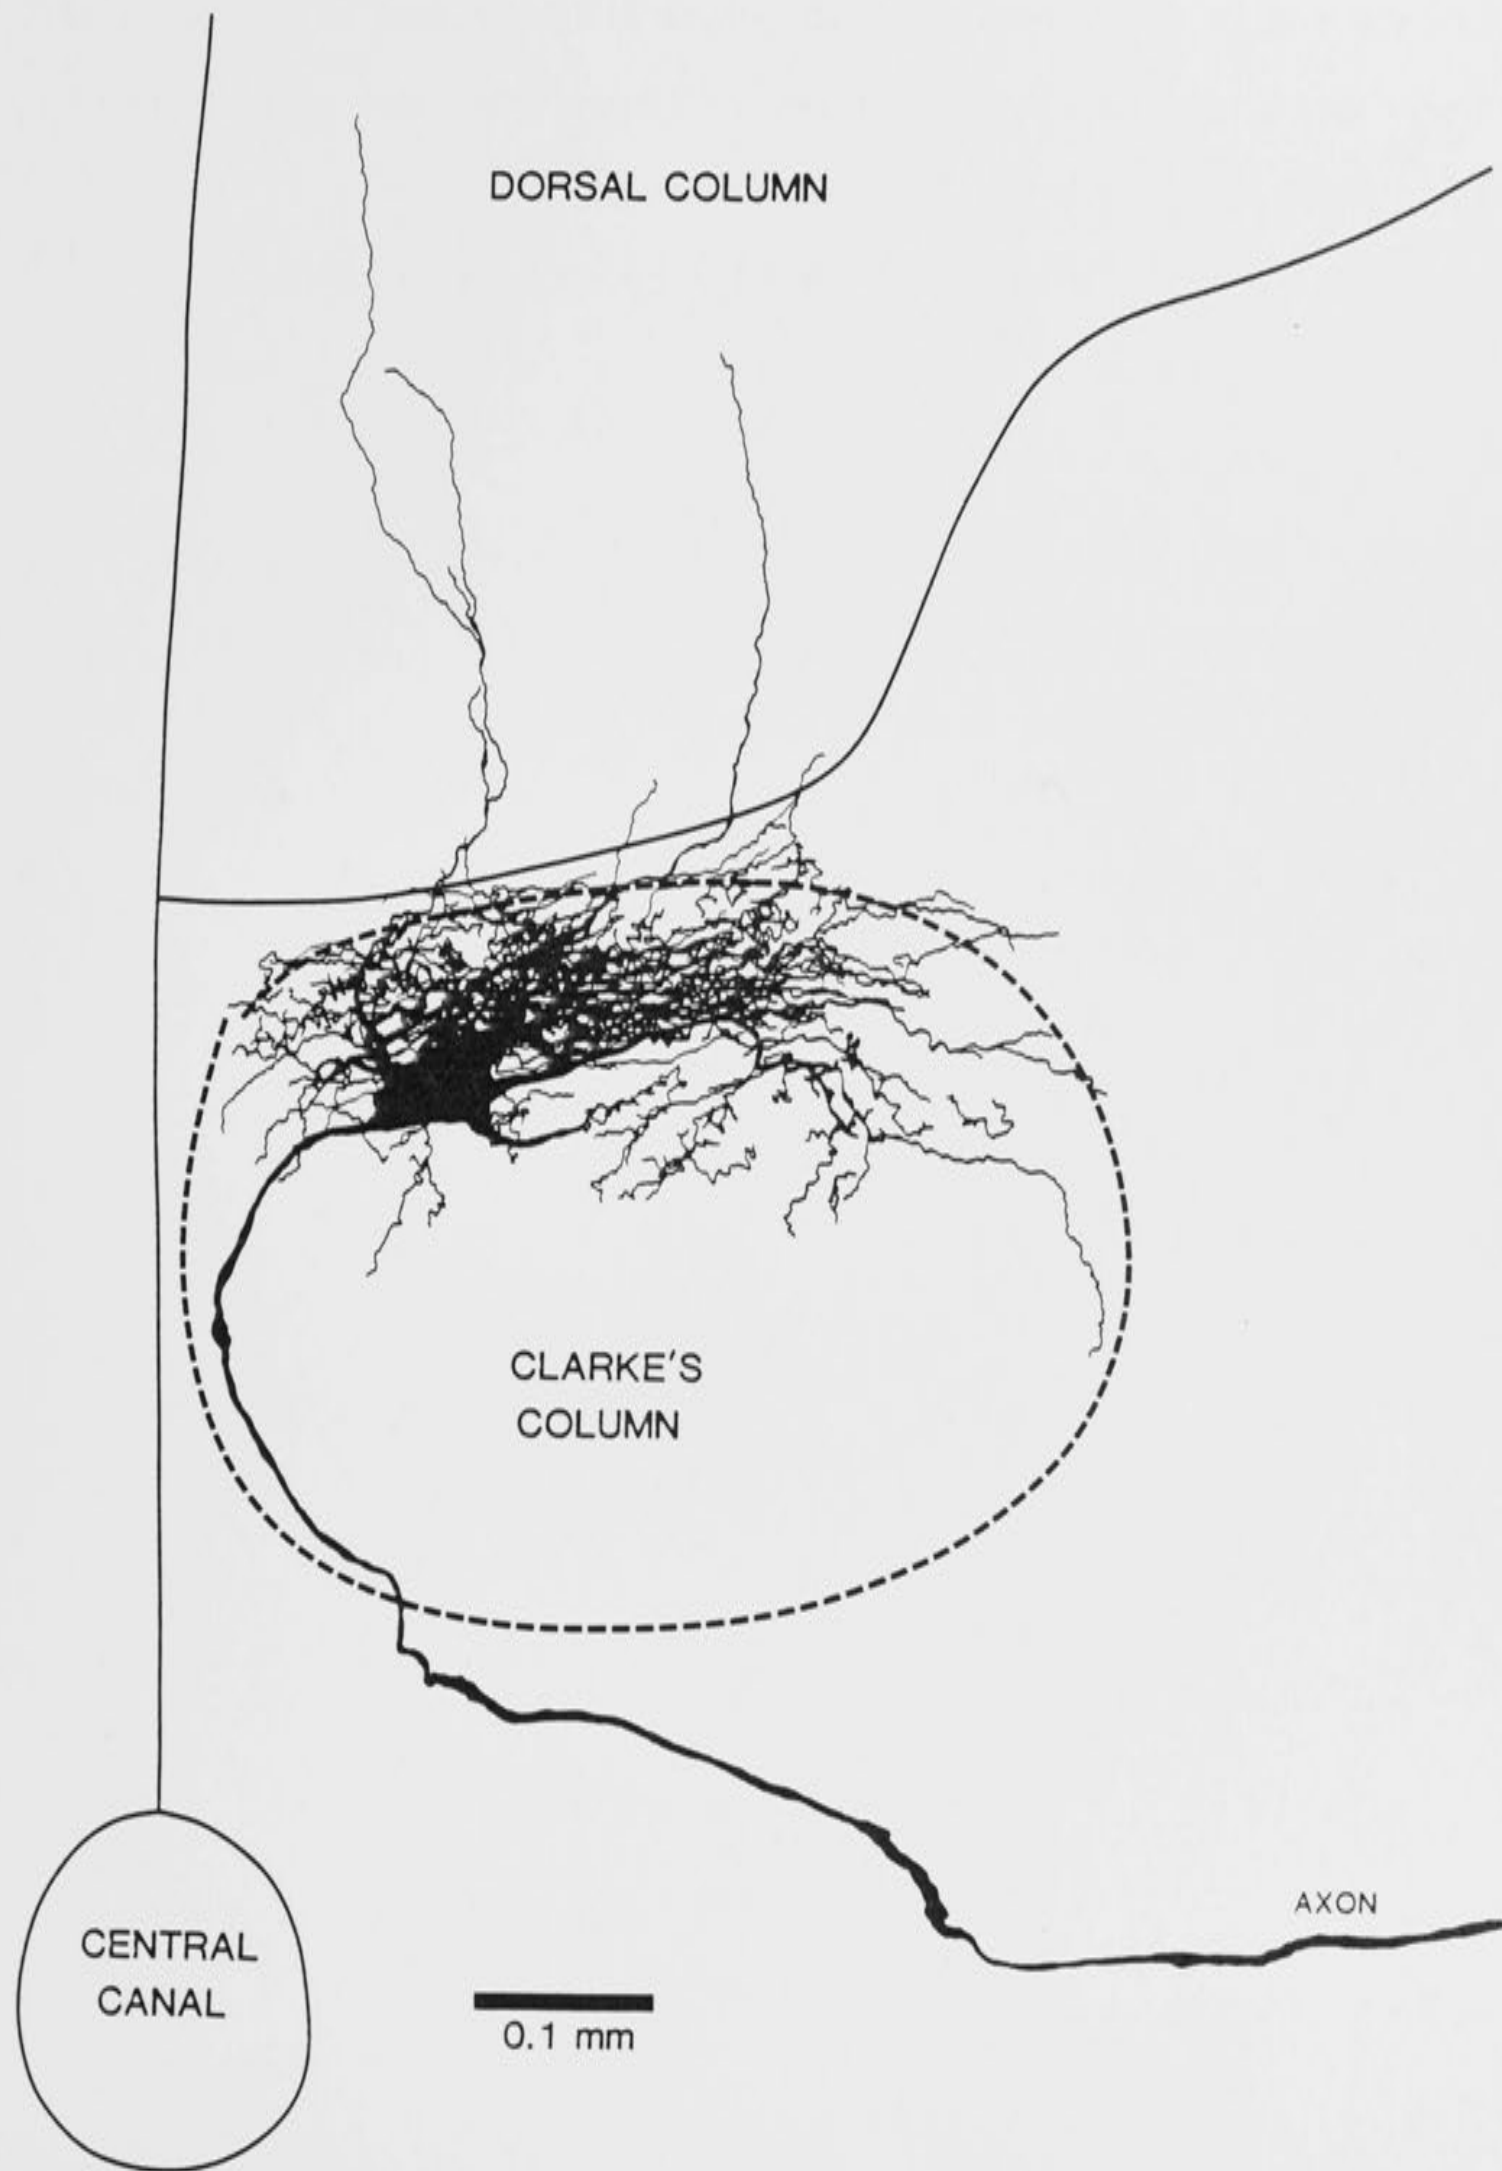 DORSAL COLUMN
CLARKE'S
COLUMN
AXON
CENTRAL
CANAL
0.1 mm